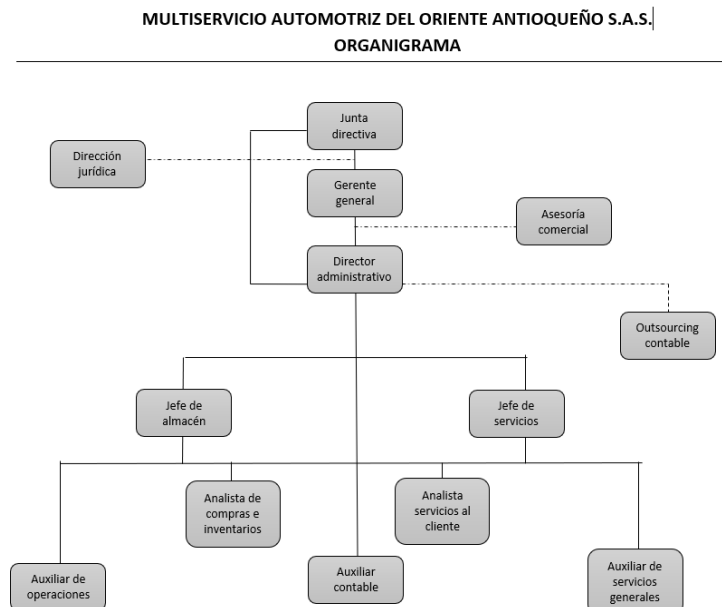 MULTISERVICIO AUTOMOTRIZ DEL ORIENTE ANTIOQUEÑO S.A.S.
ORGANIGRAMA
Junta
directiva
Dirección
jurídica
Gerente
general
Asesoría
comercial
Director
administrativo
Outsourcing
contable
Jefe de
almacén
Jefe de
servicios
Analista de
compras e
inventarios
Analista
servicios al
cliente
Auxiliar de
operaciones
Auxiliar
contable
Auxiliar de
servicios
generales